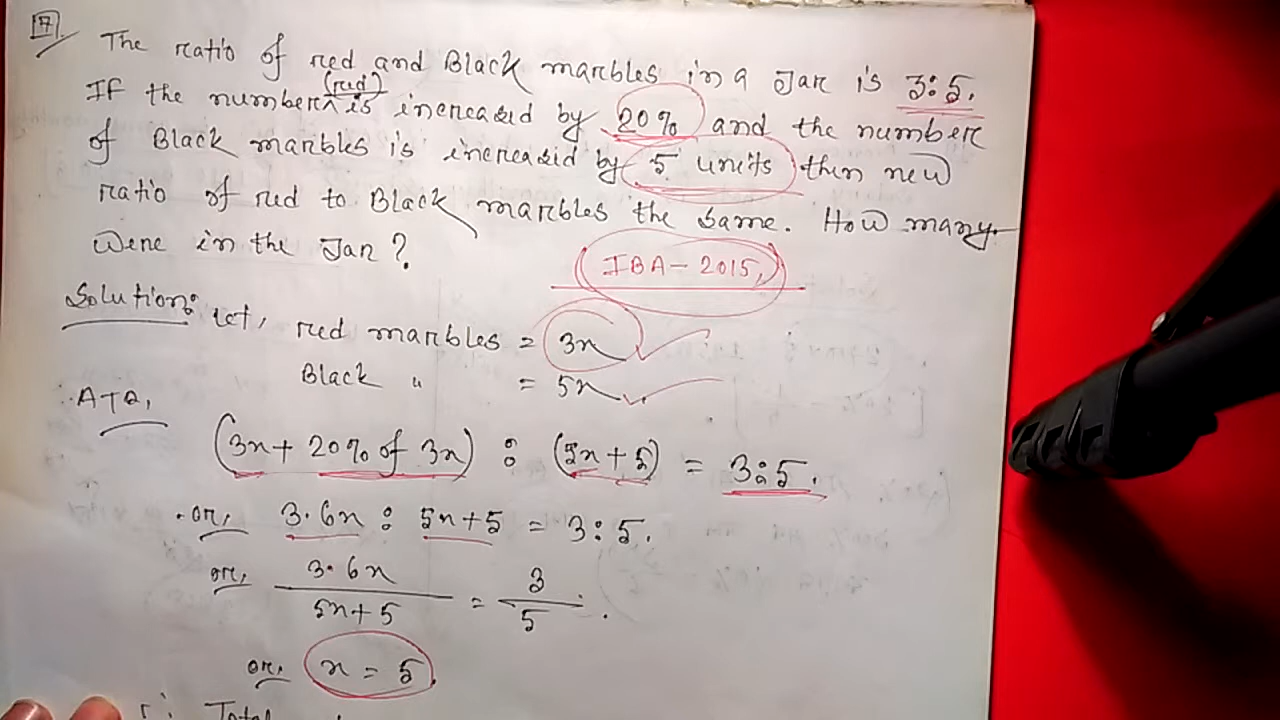 17.
The ratio of red and Black marbles in a Jar is 3:5.
(red)
If the number is increased by 20% and the number
of Black marbles is increased by 5 units then new
ratio of red to Black marbles the same. How many
were in the Jar?
(IBA-2015,)
Solution: let, red marbles = 3x
Black " = 5x
ATQ,
(3x + 20% of 3x) : (5x+5) = 3:5.
or, 3.6x : 5x+5 = 3:5.
or, 3.6x / 5x+5 = 3 / 5.
or, x = 5
Total